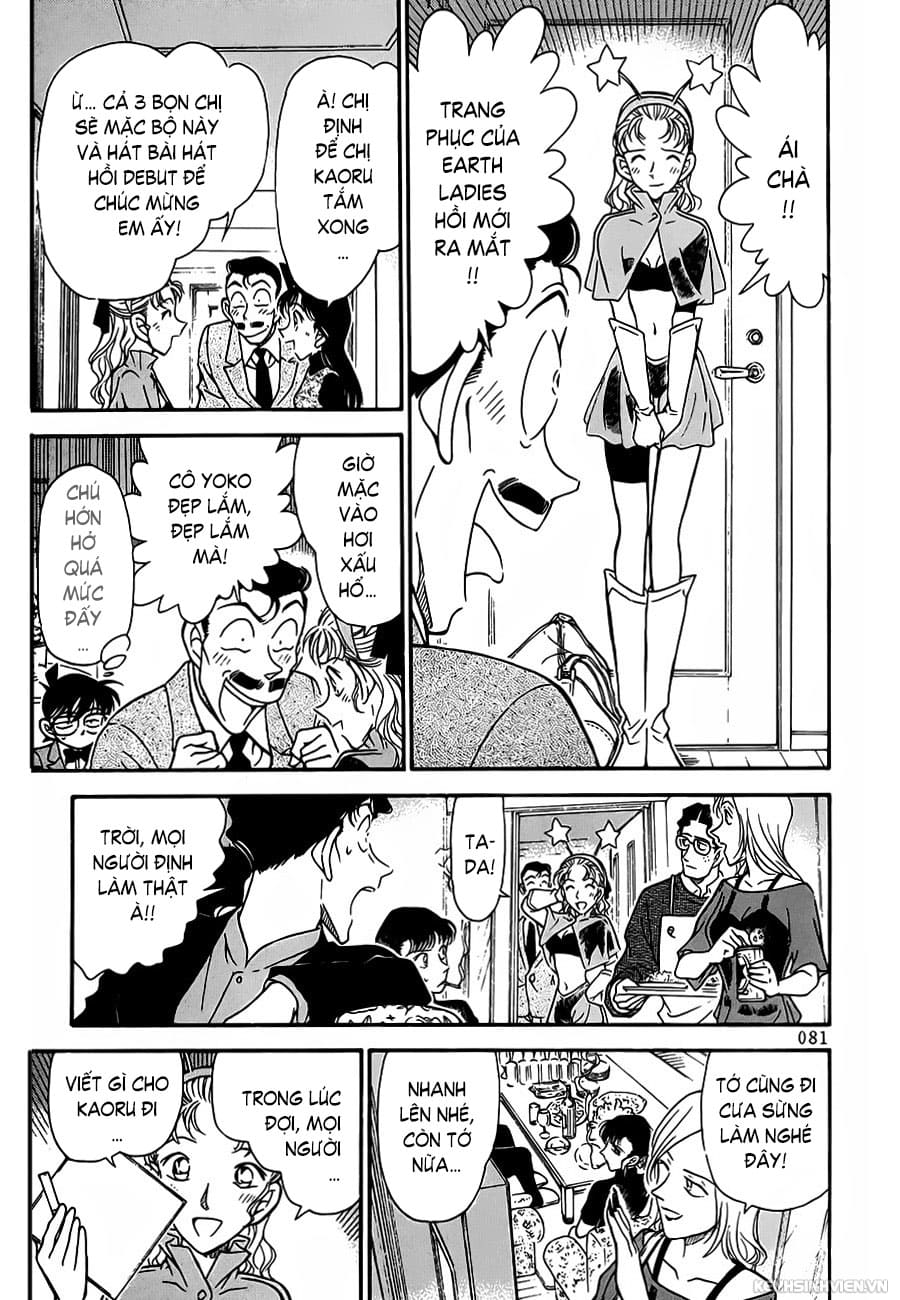 ÁI
CHÀ
!!
TRANG
PHỤC CỦA
EARTH
LADIES
HỒI MỚI
RA MẮT
!!
À! CHỊ
ĐỊNH
ĐỂ CHỊ
KAORU
TẮM
XONG
...
Ừ... CẢ 3 BỌN CHỊ
SẼ MẶC BỘ NÀY
VÀ HÁT BÀI HÁT
HỒI DEBUT ĐỂ
CHÚC MỪNG
EM ẤY!
GIỜ
MẶC
VÀO
HƠI
XẤU
HỔ...
CÔ YOKO
ĐẸP LẮM,
ĐẸP LẮM
MÀ!
CHÚ
HỚN
HỞ
QUÁ
MỨC
ĐẤY
...
TA-
DA!
TRỜI, MỌI
NGƯỜI ĐỊNH
LÀM THẬT
À!!
081
TỚ CŨNG ĐI
CƯA SỪNG
LÀM NGHÉ
ĐÂY!
NHANH
LÊN NHÉ,
CÒN TỚ
NỮA...
TRONG LÚC
ĐỢI, MỌI
NGƯỜI
...
VIẾT GÌ CHO
KAORU ĐI
...
KENHSINHVIEN.VN